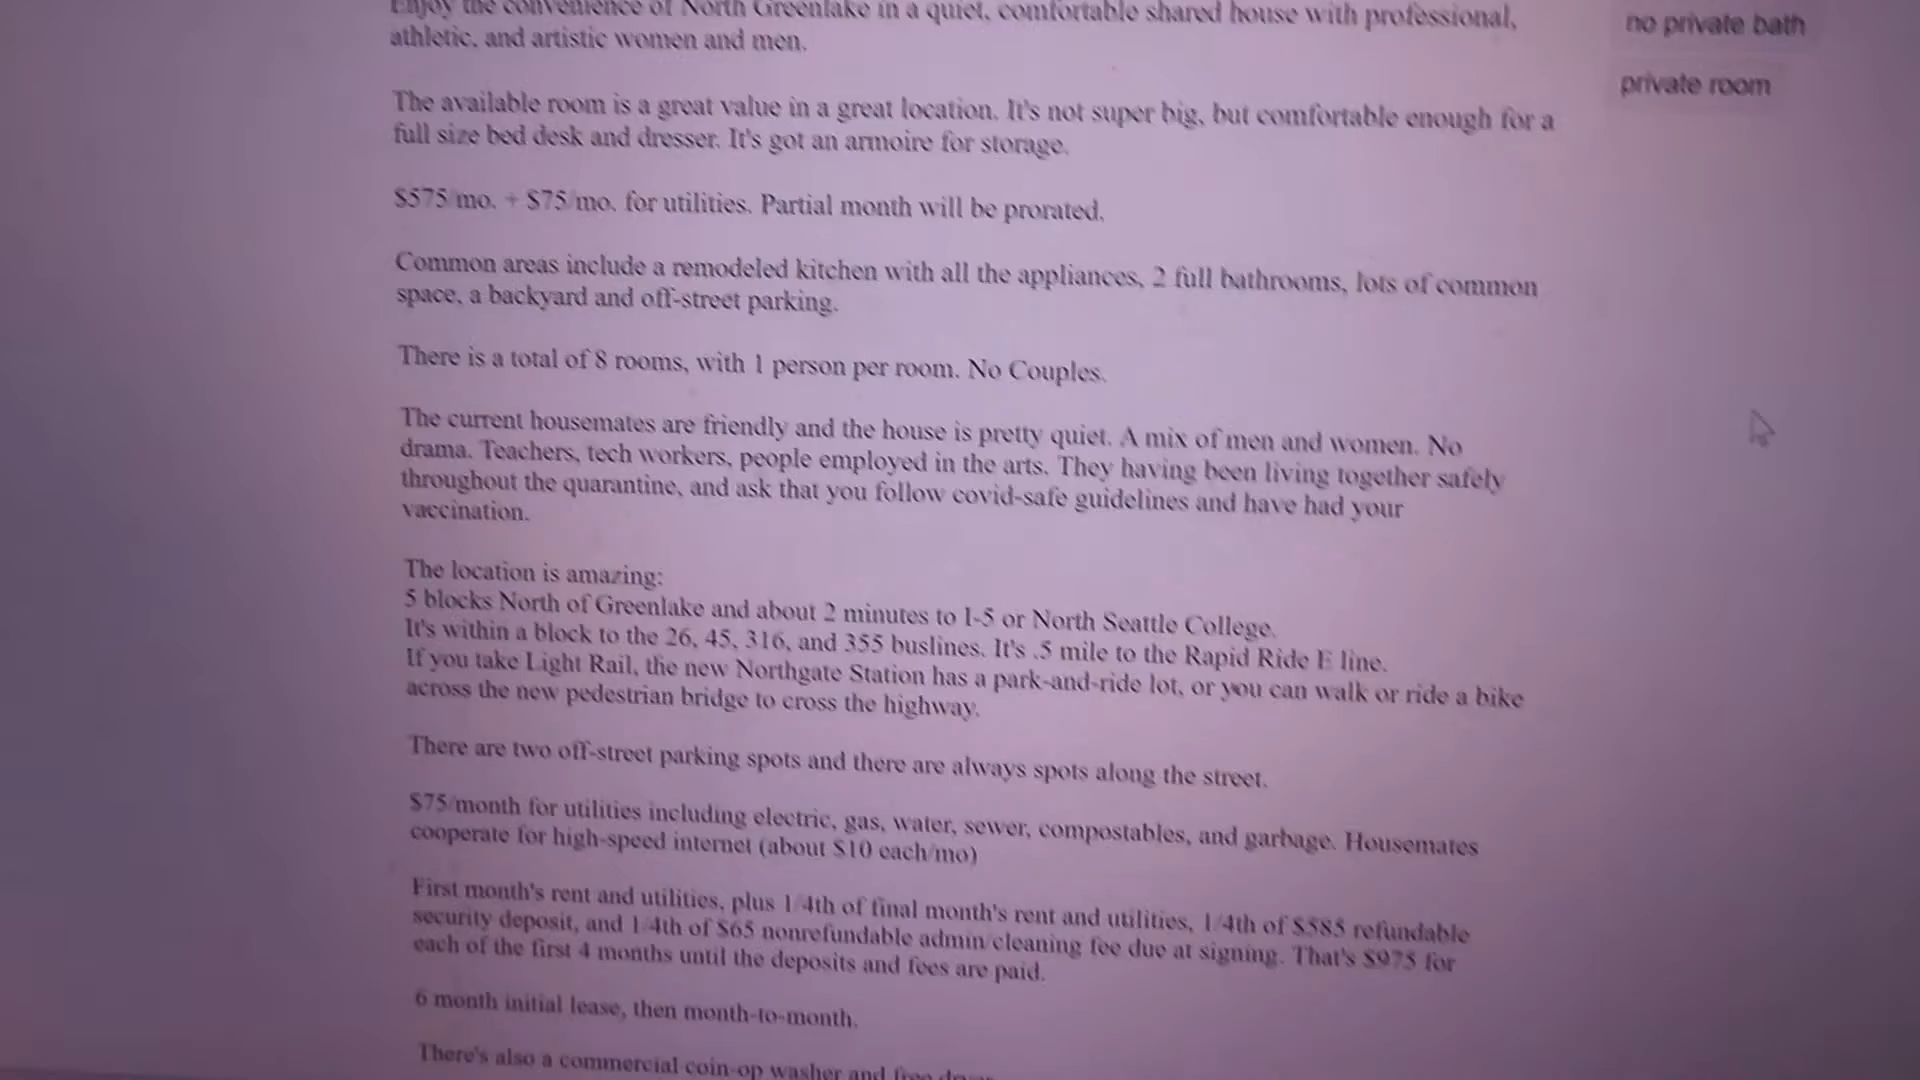 Enjoy the convenience of North Greenlake in a quiet, comfortable shared house with professional,
athletic, and artistic women and men.
no private bath
private room
The available room is a great value in a great location. It's not super big, but comfortable enough for a
full size bed desk and dresser. It's got an armoire for storage.
$575/mo. + $75/mo. for utilities. Partial month will be prorated.
Common areas include a remodeled kitchen with all the appliances, 2 full bathrooms, lots of common
space, a backyard and off-street parking.
There is a total of 8 rooms, with 1 person per room. No Couples.
The current housemates are friendly and the house is pretty quiet. A mix of men and women. No
drama. Teachers, tech workers, people employed in the arts. They having been living together safely
throughout the quarantine, and ask that you follow covid-safe guidelines and have had your
vaccination.
The location is amazing:
5 blocks North of Greenlake and about 2 minutes to I-5 or North Seattle College.
It's within a block to the 26, 45, 316, and 355 buslines. It's .5 mile to the Rapid Ride E line.
If you take Light Rail, the new Northgate Station has a park-and-ride lot, or you can walk or ride a bike
across the new pedestrian bridge to cross the highway.
There are two off-street parking spots and there are always spots along the street.
$75/month for utilities including electric, gas, water, sewer, compostables, and garbage. Housemates
cooperate for high-speed internet (about $10 each/mo)
First month's rent and utilities, plus 1/4th of final month's rent and utilities, 1/4th of $585 refundable
security deposit, and 1/4th of $65 nonrefundable admin/cleaning fee due at signing. That's $975 for
each of the first 4 months until the deposits and fees are paid.
6 month initial lease, then month-to-month.
There's also a commercial coin-op washer and free dryer